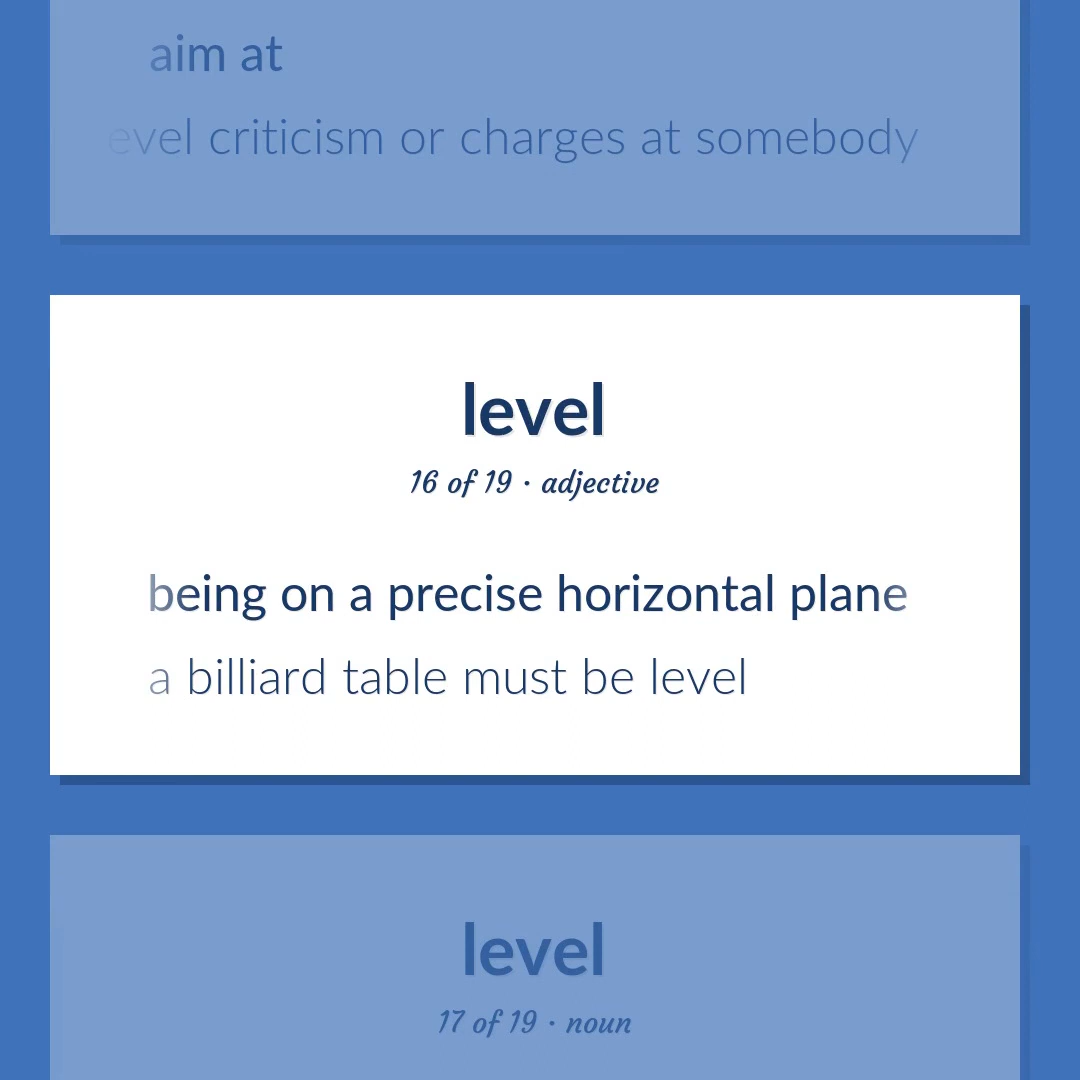 aim at
level criticism or charges at somebody
level
16 of 19 · adjective
being on a precise horizontal plane
a billiard table must be level
level
17 of 19 · noun